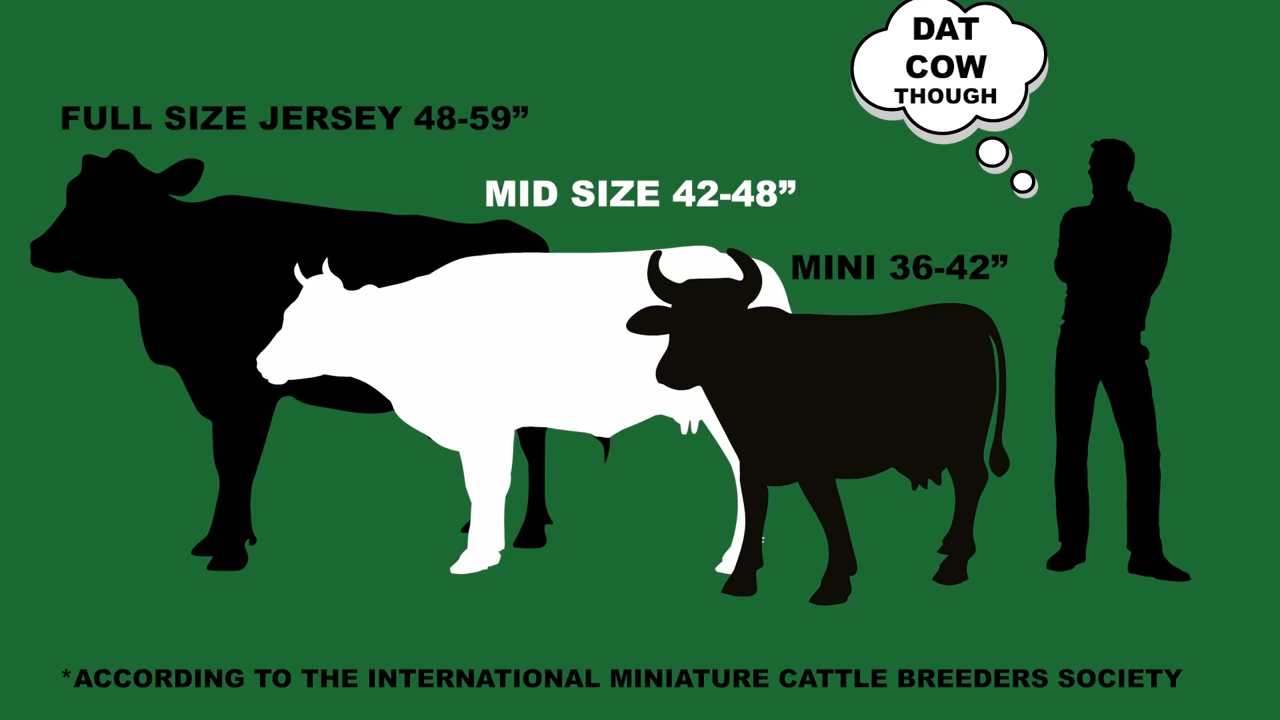 DAT
COW
THOUGH
FULL SIZE JERSEY 48-59”
MID SIZE 42-48”
MINI 36-42”
*ACCORDING TO THE INTERNATIONAL MINIATURE CATTLE BREEDERS SOCIETY